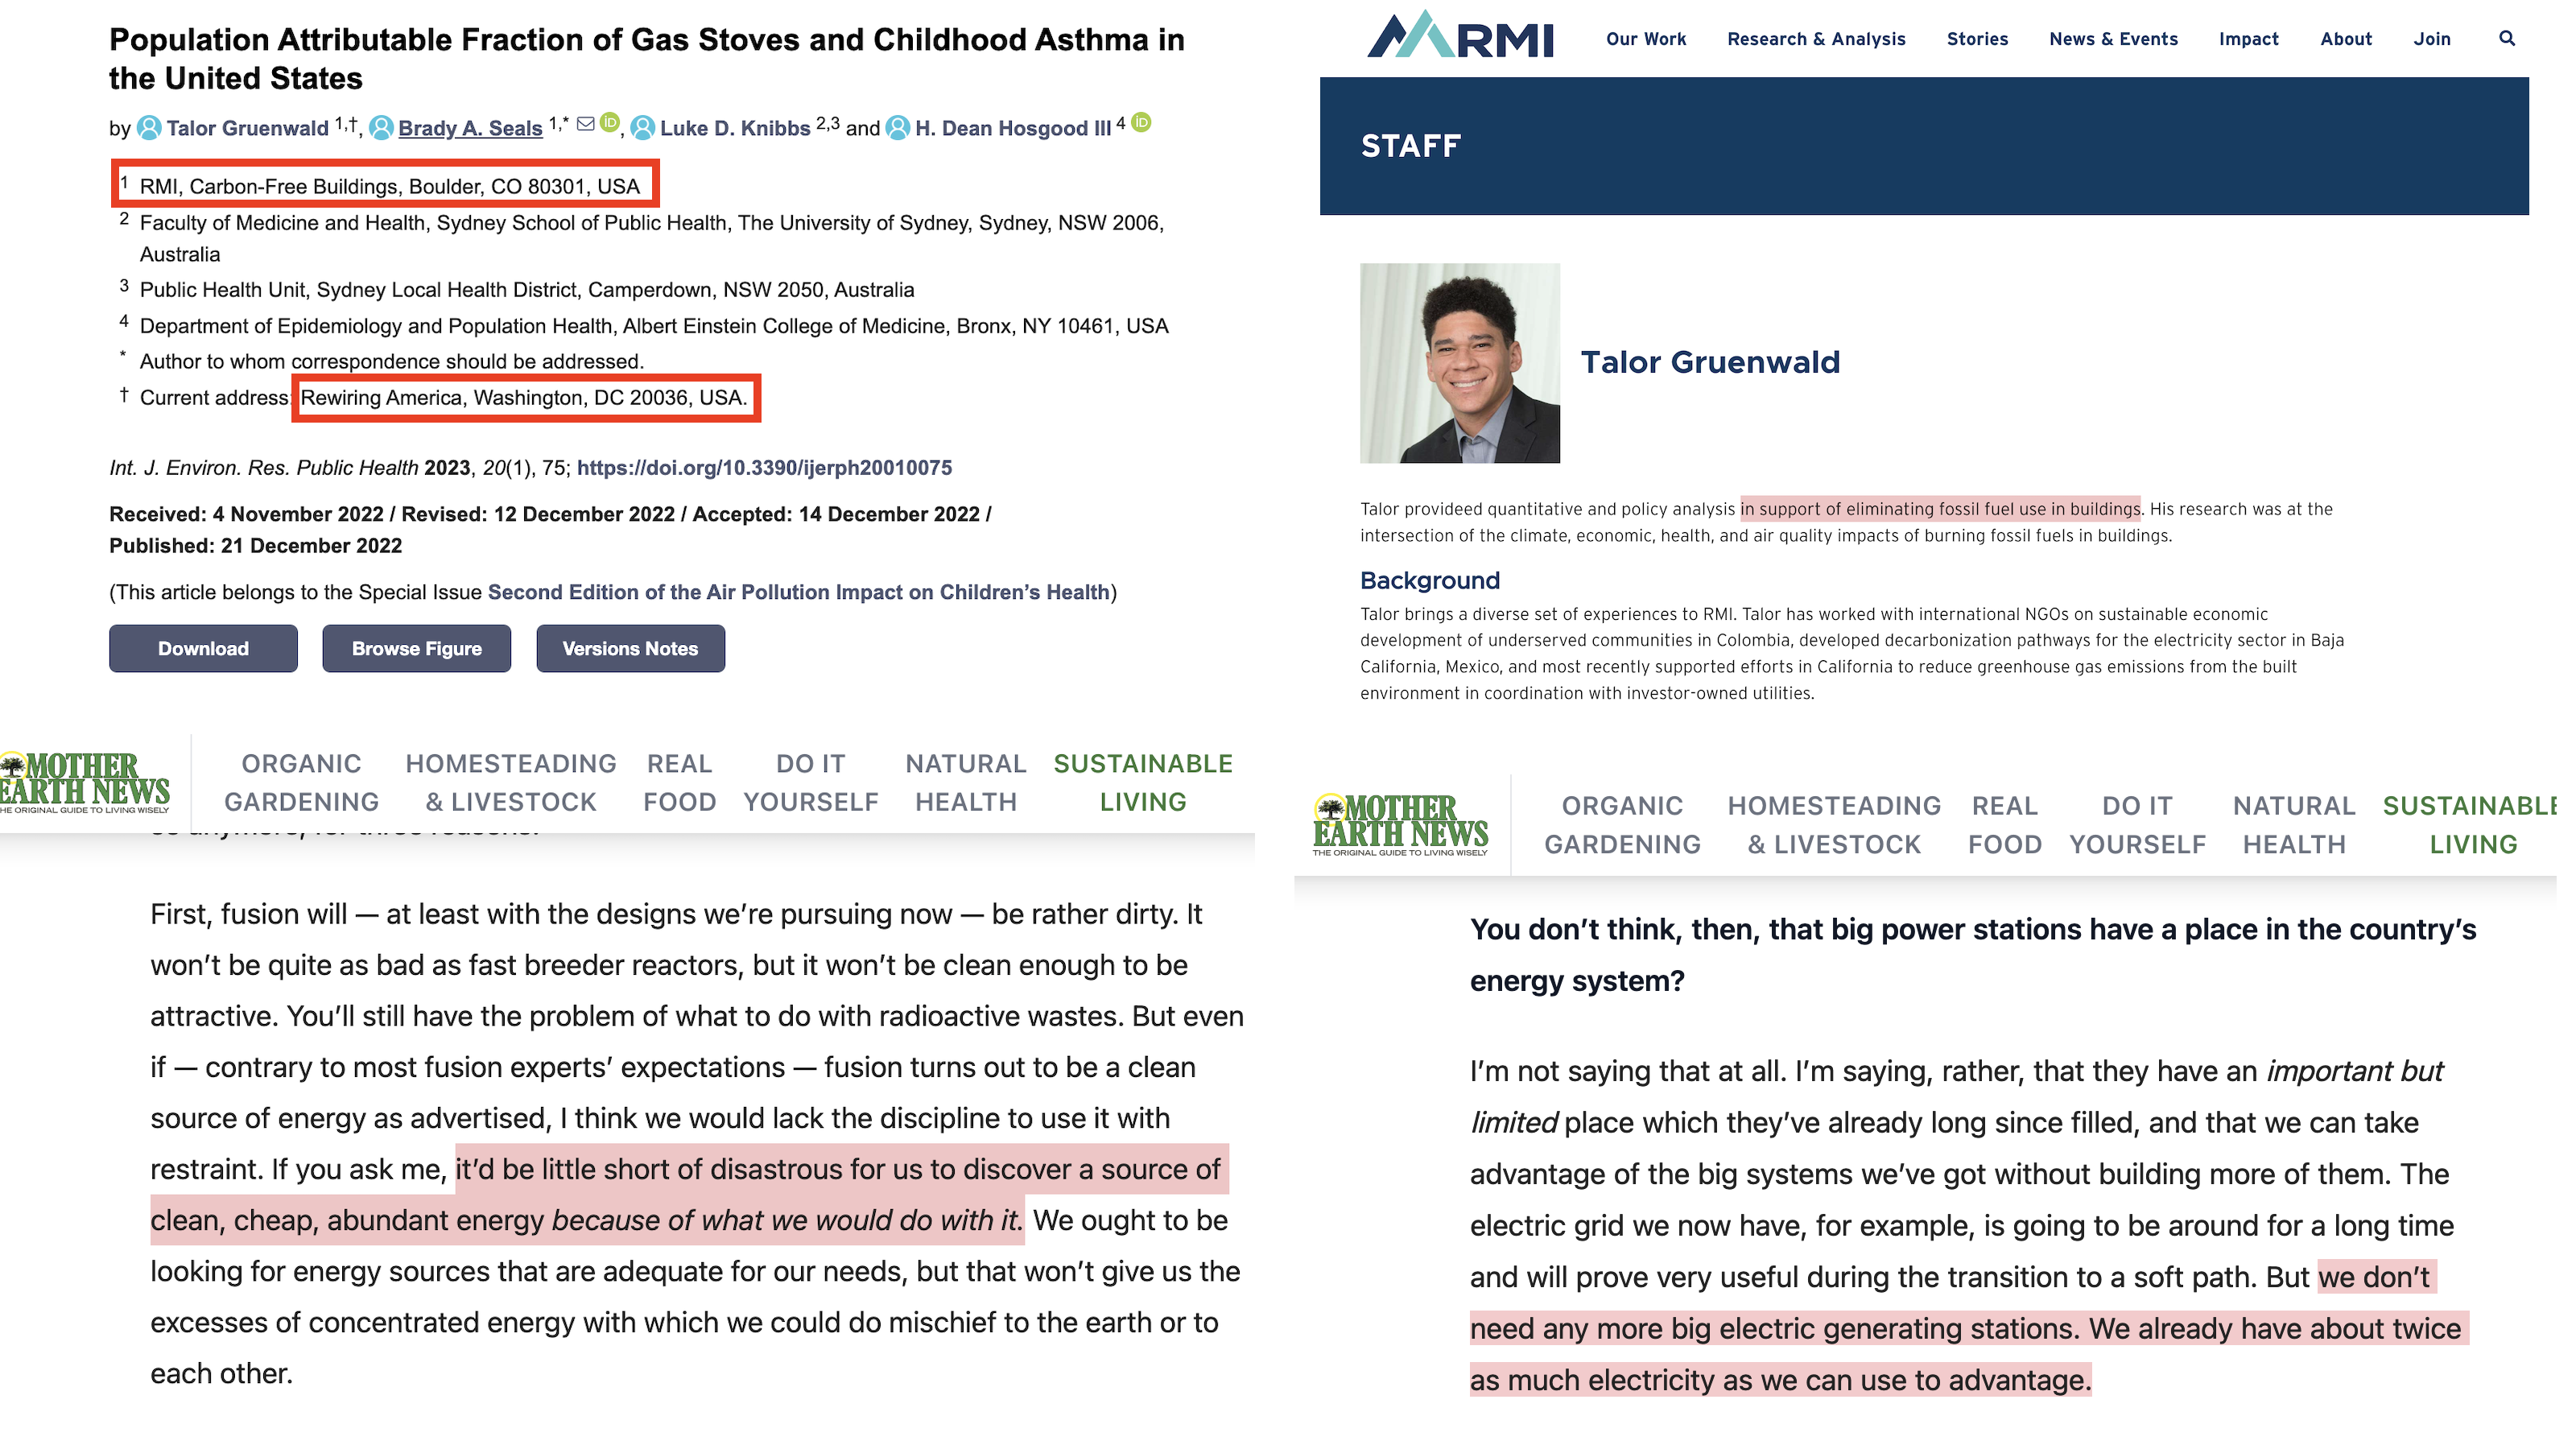 Population Attributable Fraction of Gas Stoves and Childhood Asthma in
the United States
by Talor Gruenwald 1,†, Brady A. Seals 1,* iD, Luke D. Knibbs 2,3 and H. Dean Hosgood III 4 iD
1 RMI, Carbon-Free Buildings, Boulder, CO 80301, USA
2 Faculty of Medicine and Health, Sydney School of Public Health, The University of Sydney, Sydney, NSW 2006,
Australia
3 Public Health Unit, Sydney Local Health District, Camperdown, NSW 2050, Australia
4 Department of Epidemiology and Population Health, Albert Einstein College of Medicine, Bronx, NY 10461, USA
* Author to whom correspondence should be addressed.
† Current address: Rewiring America, Washington, DC 20036, USA.
Int. J. Environ. Res. Public Health 2023, 20(1), 75; https://doi.org/10.3390/ijerph20010075
Received: 4 November 2022 / Revised: 12 December 2022 / Accepted: 14 December 2022 /
Published: 21 December 2022
(This article belongs to the Special Issue Second Edition of the Air Pollution Impact on Children's Health)
Download Browse Figure Versions Notes
RMI Our Work Research & Analysis Stories News & Events Impact About Join
STAFF
Talor Gruenwald
Talor provideed quantitative and policy analysis in support of eliminating fossil fuel use in buildings. His research was at the
intersection of the climate, economic, health, and air quality impacts of burning fossil fuels in buildings.
Background
Talor brings a diverse set of experiences to RMI. Talor has worked with international NGOs on sustainable economic
development of underserved communities in Colombia, developed decarbonization pathways for the electricity sector in Baja
California, Mexico, and most recently supported efforts in California to reduce greenhouse gas emissions from the built
environment in coordination with investor-owned utilities.
MOTHER
EARTH NEWS
THE ORIGINAL GUIDE TO LIVING WISELY
ORGANIC HOMESTEADING REAL DO IT NATURAL SUSTAINABLE
GARDENING & LIVESTOCK FOOD YOURSELF HEALTH LIVING
so anymore, for three reasons.
First, fusion will — at least with the designs we're pursuing now — be rather dirty. It
won't be quite as bad as fast breeder reactors, but it won't be clean enough to be
attractive. You'll still have the problem of what to do with radioactive wastes. But even
if — contrary to most fusion experts' expectations — fusion turns out to be a clean
source of energy as advertised, I think we would lack the discipline to use it with
restraint. If you ask me, it'd be little short of disastrous for us to discover a source of
clean, cheap, abundant energy because of what we would do with it. We ought to be
looking for energy sources that are adequate for our needs, but that won't give us the
excesses of concentrated energy with which we could do mischief to the earth or to
each other.
MOTHER
EARTH NEWS
THE ORIGINAL GUIDE TO LIVING WISELY
ORGANIC HOMESTEADING REAL DO IT NATURAL SUSTAINABLE
GARDENING & LIVESTOCK FOOD YOURSELF HEALTH LIVING
You don't think, then, that big power stations have a place in the country's
energy system?
I'm not saying that at all. I'm saying, rather, that they have an important but
limited place which they've already long since filled, and that we can take
advantage of the big systems we've got without building more of them. The
electric grid we now have, for example, is going to be around for a long time
and will prove very useful during the transition to a soft path. But we don't
need any more big electric generating stations. We already have about twice
as much electricity as we can use to advantage.